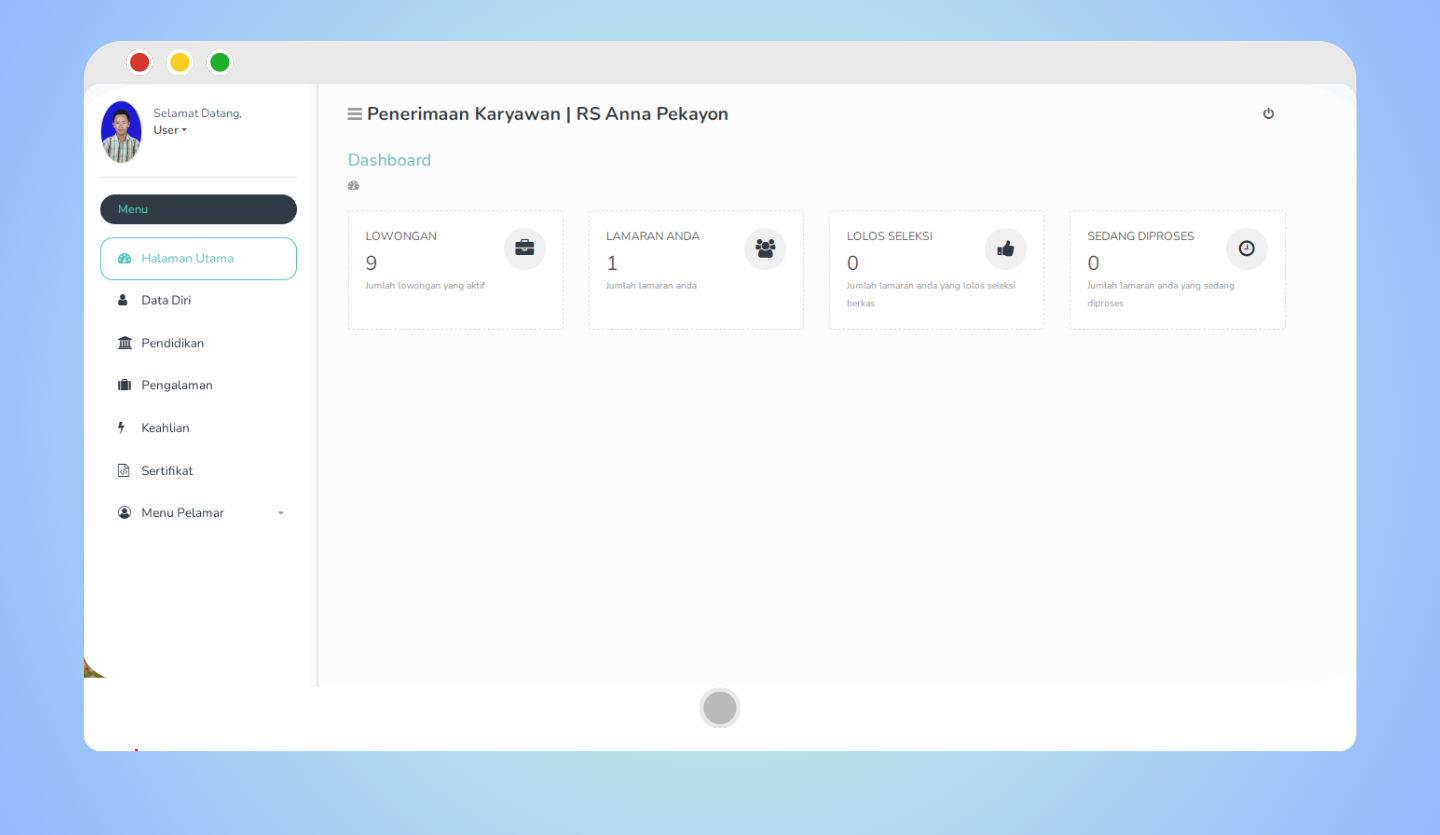 Selamat Datang,
User
Menu
Halaman Utama
Data Diri
Pendidikan
Pengalaman
Keahlian
Sertifikat
Menu Pelamar
Penerimaan Karyawan | RS Anna Pekayon
Dashboard
LOWONGAN
9
Jumlah lowongan yang aktif
LAMARAN ANDA
1
Jumlah lamaran anda
LOLOS SELEKSI
0
Jumlah lamaran anda yang lolos seleksi
berkas
SEDANG DIPROSES
0
Jumlah lamaran anda yang sedang
diproses